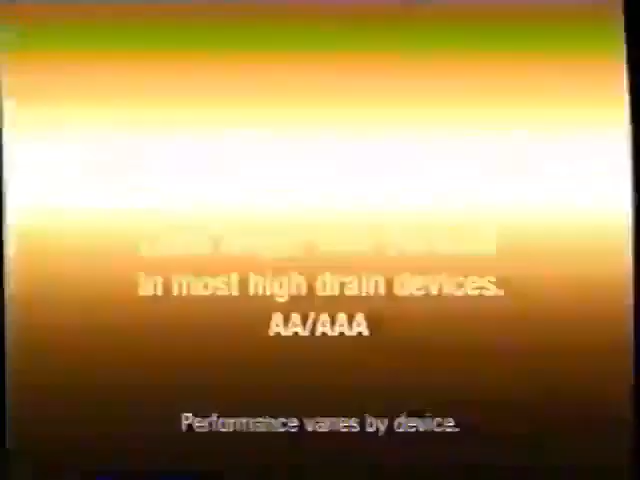 in most high drain devices.
AA/AAA
Performance varies by device.